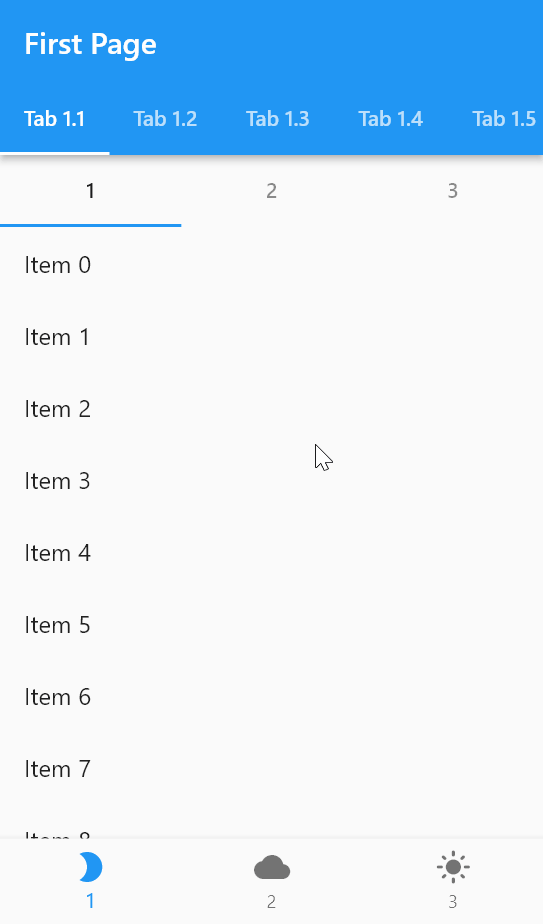 First Page
Tab 1.1 Tab 1.2 Tab 1.3 Tab 1.4 Tab 1.5
1 2 3
Item 0
Item 1
Item 2
Item 3
Item 4
Item 5
Item 6
Item 7
Item 8
1 2 3